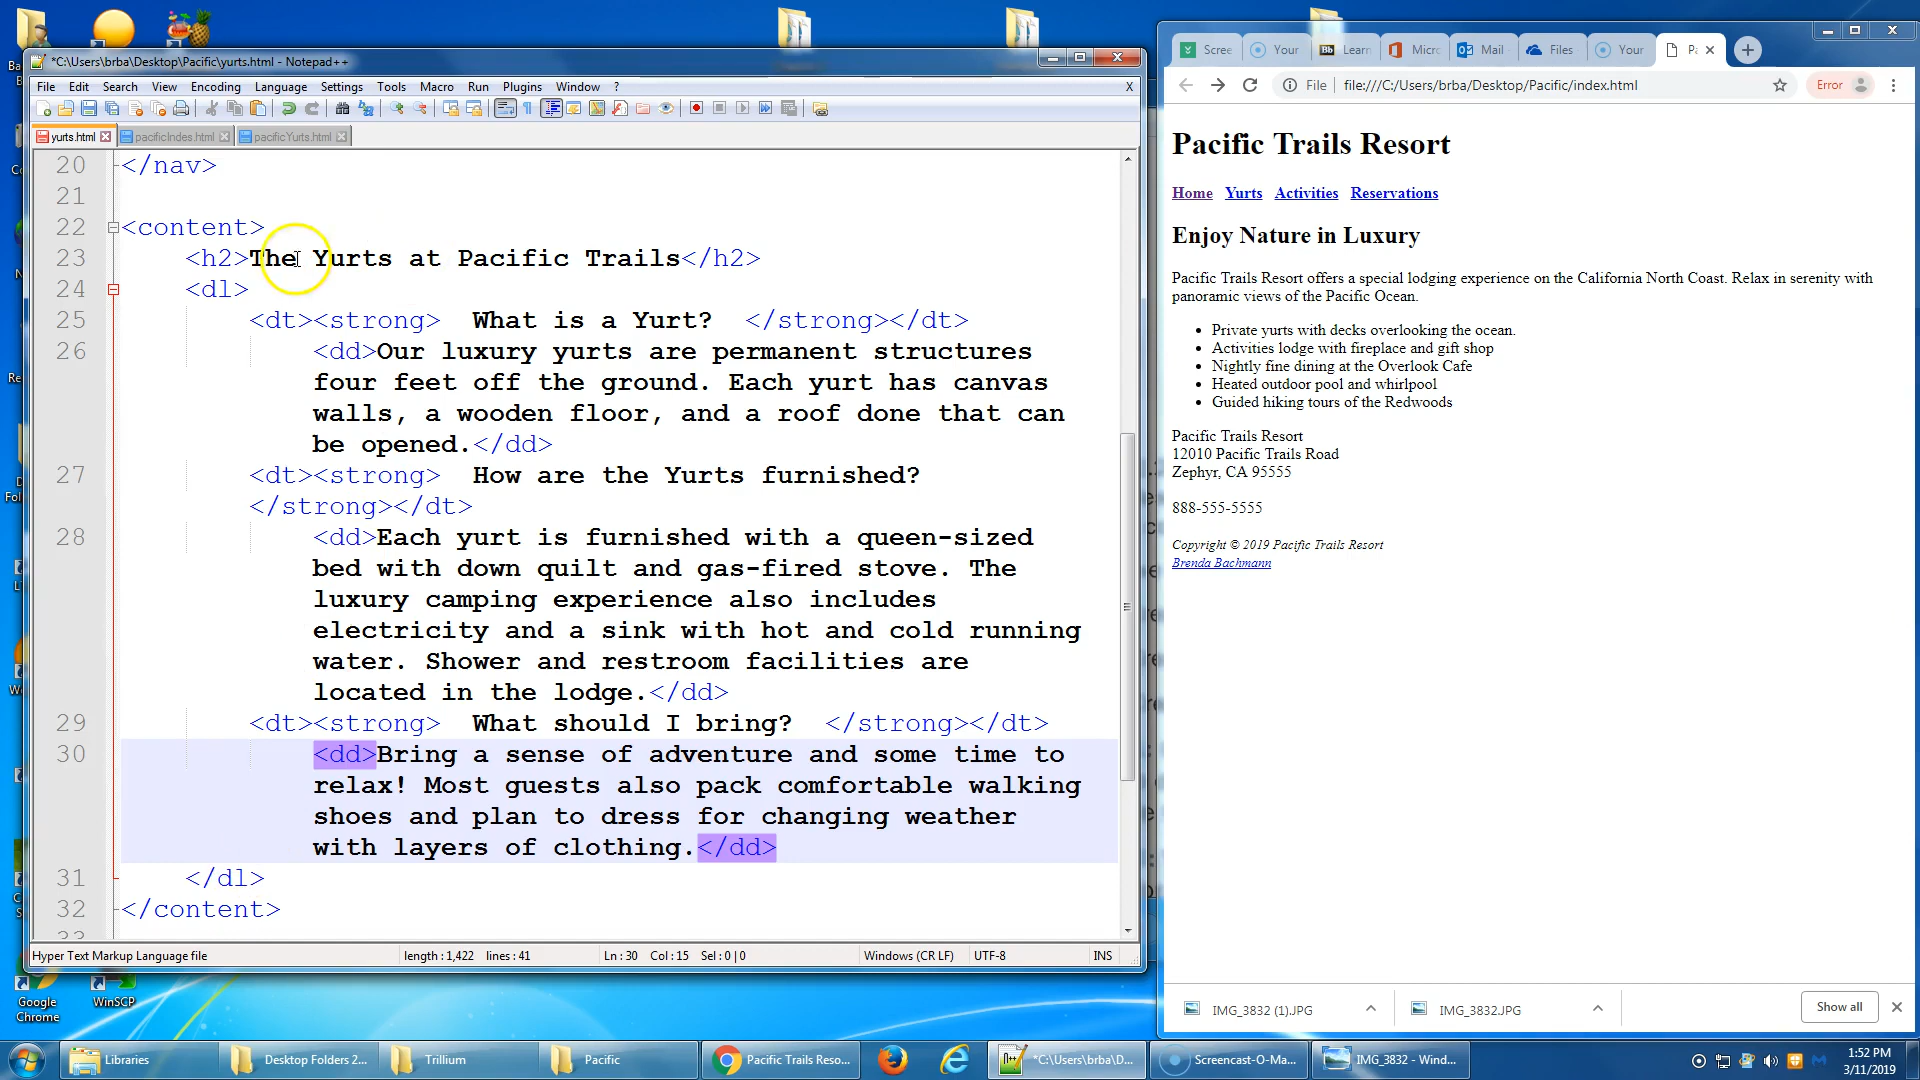 *C:\Users\brba\Desktop\Pacific\yurts.html - Notepad++
File Edit Search View Encoding Language Settings Tools Macro Run Plugins Window ? X
yurts.html pacificIndes.html pacificYurts.html
20 </nav>
21
22 <content>
23 <h2>The Yurts at Pacific Trails</h2>
24 <dl>
25 <dt><strong> What is a Yurt? </strong></dt>
26 <dd>Our luxury yurts are permanent structures
four feet off the ground. Each yurt has canvas
walls, a wooden floor, and a roof done that can
be opened.</dd>
27 <dt><strong> How are the Yurts furnished?
</strong></dt>
28 <dd>Each yurt is furnished with a queen-sized
bed with down quilt and gas-fired stove. The
luxury camping experience also includes
electricity and a sink with hot and cold running
water. Shower and restroom facilities are
located in the lodge.</dd>
29 <dt><strong> What should I bring? </strong></dt>
30 <dd>Bring a sense of adventure and some time to
relax! Most guests also pack comfortable walking
shoes and plan to dress for changing weather
with layers of clothing.</dd>
31 </dl>
32 </content>
33
Hyper Text Markup Language file length : 1,422 lines : 41 Ln : 30 Col : 15 Sel : 0 | 0 Windows (CR LF) UTF-8 INS
Scree Your Learn Micro Mail Files Your
File file:///C:/Users/brba/Desktop/Pacific/index.html Error
Pacific Trails Resort
Home Yurts Activities Reservations
Enjoy Nature in Luxury
Pacific Trails Resort offers a special lodging experience on the California North Coast. Relax in serenity with
panoramic views of the Pacific Ocean.
Private yurts with decks overlooking the ocean.
Activities lodge with fireplace and gift shop
Nightly fine dining at the Overlook Cafe
Heated outdoor pool and whirlpool
Guided hiking tours of the Redwoods
Pacific Trails Resort
12010 Pacific Trails Road
Zephyr, CA 95555
888-555-5555
Copyright © 2019 Pacific Trails Resort
Brenda Bachmann
IMG_3832 (1).JPG IMG_3832.JPG Show all
Google
Chrome
WinSCP
Libraries Desktop Folders 2... Trillium Pacific Pacific Trails Reso... *C:\Users\brba\D... Screencast-O-Ma... IMG_3832 - Wind...
1:52 PM
3/11/2019